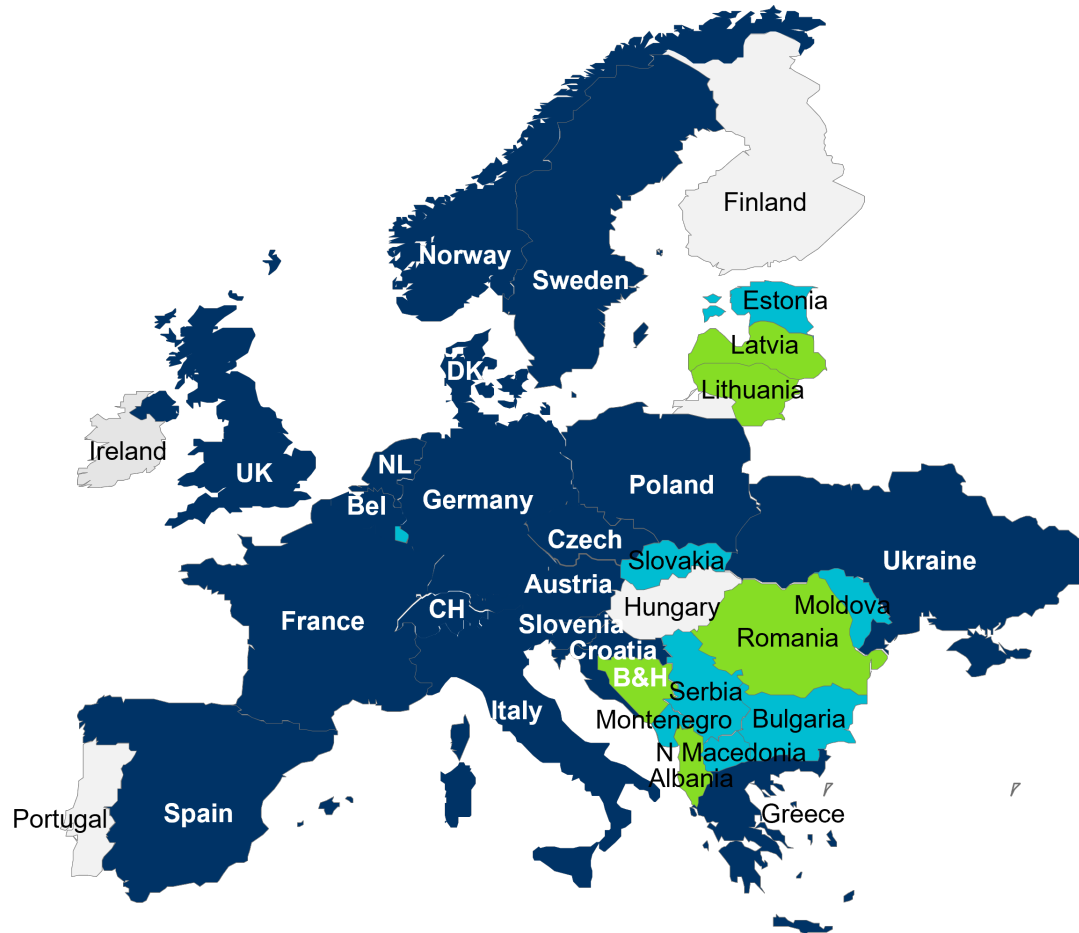 Finland
Norway
Sweden
Estonia
Latvia
DK
Lithuania
Ireland
NL
UK
Poland
Germany
Bel
Czech
Slovakia
Ukraine
Austria
CH
Hungary
Moldova
France
Slovenia
Romania
Croatia
B&H
Serbia
Italy
Montenegro
Bulgaria
N Macedonia
Albania
Spain
Greece
Portugal